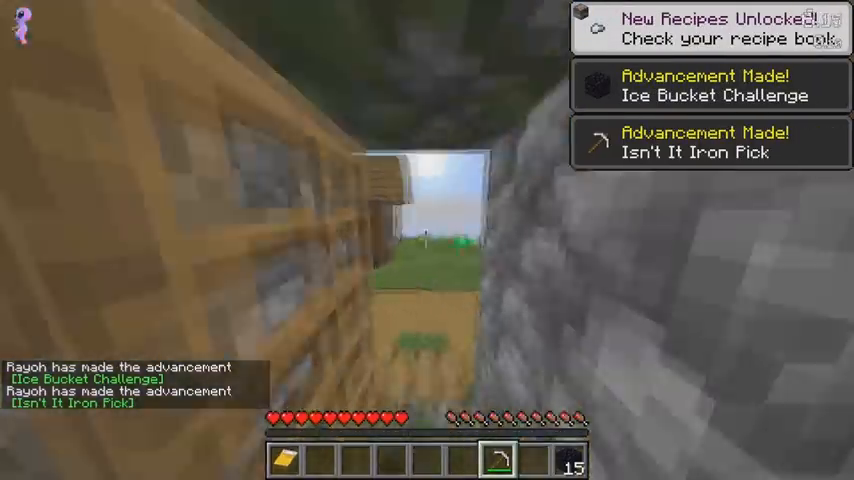 New Recipes Unlocked!
Check your recipe book
Advancement Made!
Ice Bucket Challenge
Advancement Made!
Isn't It Iron Pick
Rayoh has made the advancement
[Ice Bucket Challenge]
Rayoh has made the advancement
[Isn't It Iron Pick]
15